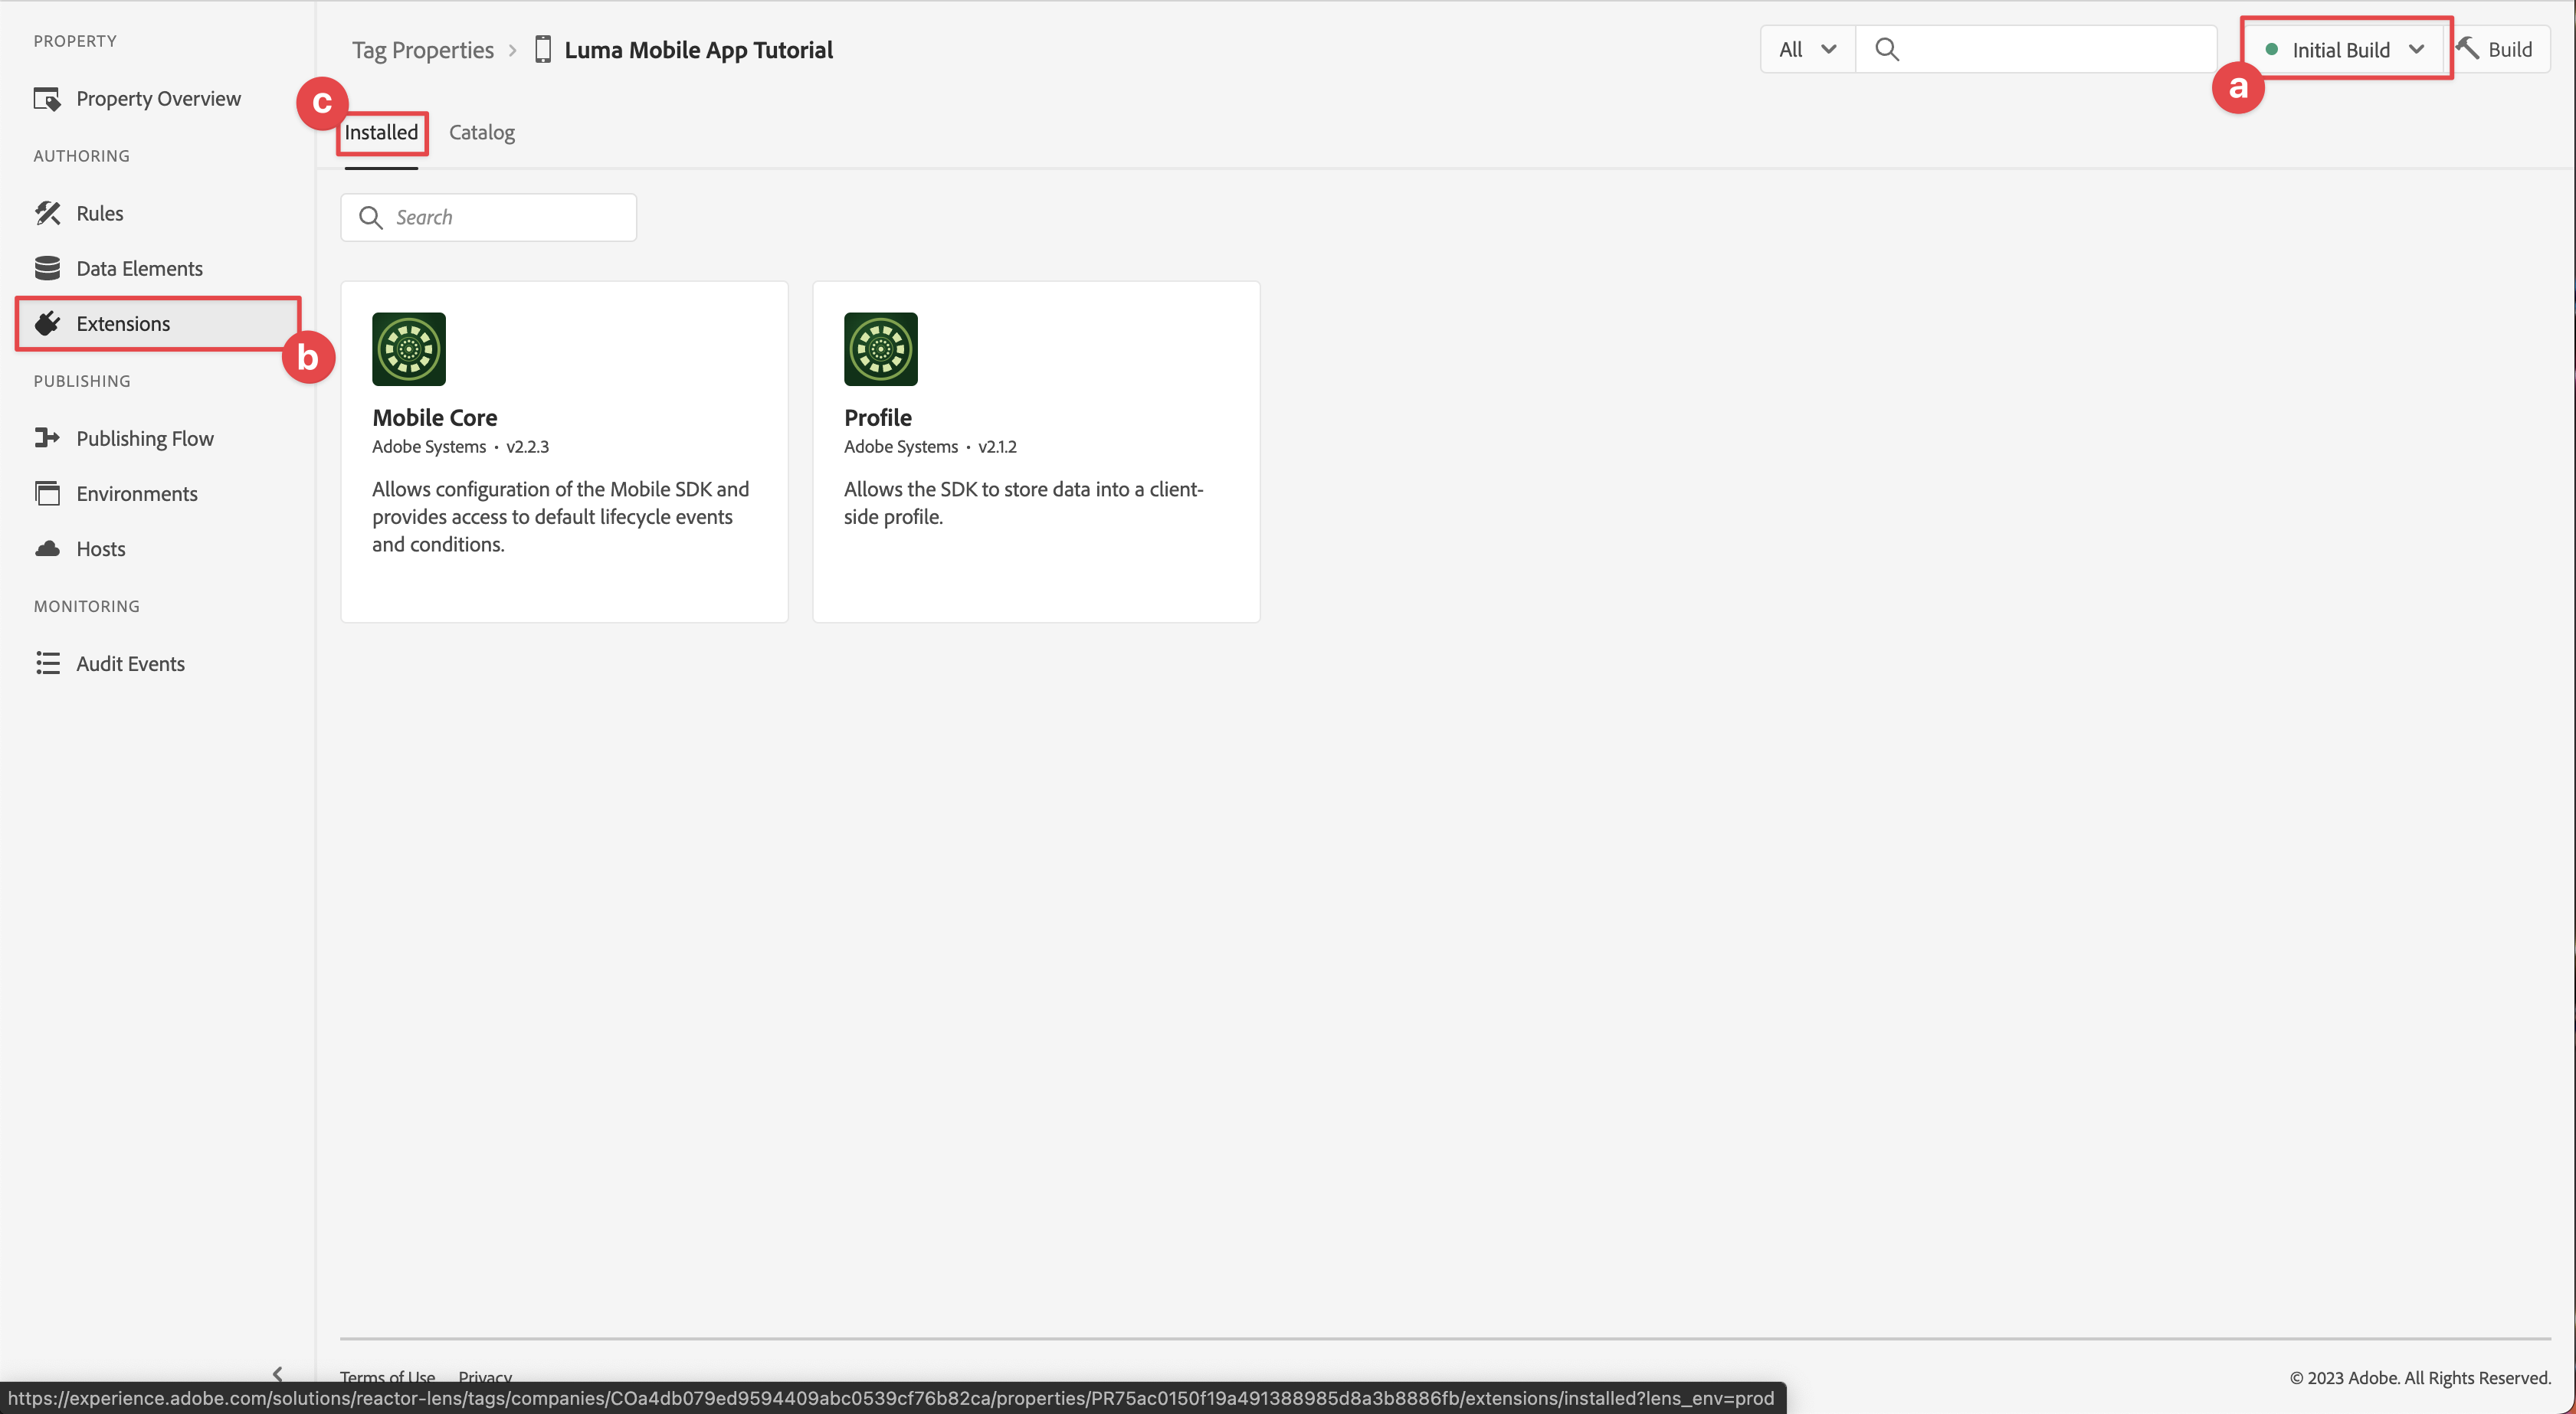 PROPERTY
Property Overview
AUTHORING
Rules
Data Elements
Extensions
b
PUBLISHING
Publishing Flow
Environments
Hosts
MONITORING
Audit Events
Tag Properties > Luma Mobile App Tutorial
All
Initial Build
Build
a
c
Installed
Catalog
Search
Mobile Core
Adobe Systems • v2.2.3
Allows configuration of the Mobile SDK and
provides access to default lifecycle events
and conditions.
Profile
Adobe Systems • v2.1.2
Allows the SDK to store data into a client-
side profile.
Terms of Use Privacy
© 2023 Adobe. All Rights Reserved.
https://experience.adobe.com/solutions/reactor-lens/tags/companies/COa4db079ed9594409abc0539cf76b82ca/properties/PR75ac0150f19a491388985d8a3b8886fb/extensions/installed?lens_env=prod